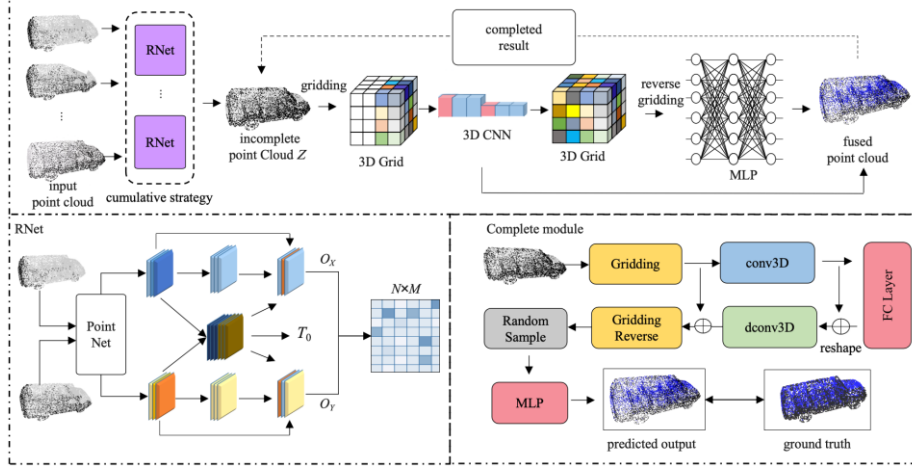 RNet
⋮
RNet
⋮
input
point cloud
cumulative strategy
incomplete
point Cloud Z
gridding
3D Grid
3D CNN
3D Grid
completed
result
reverse
gridding
MLP
fused
point cloud
RNet
Point
Net
O_X
T_0
O_Y
N×M
Complete module
Gridding
conv3D
FC Layer
Random
Sample
Gridding
Reverse
dconv3D
reshape
MLP
predicted output
ground truth